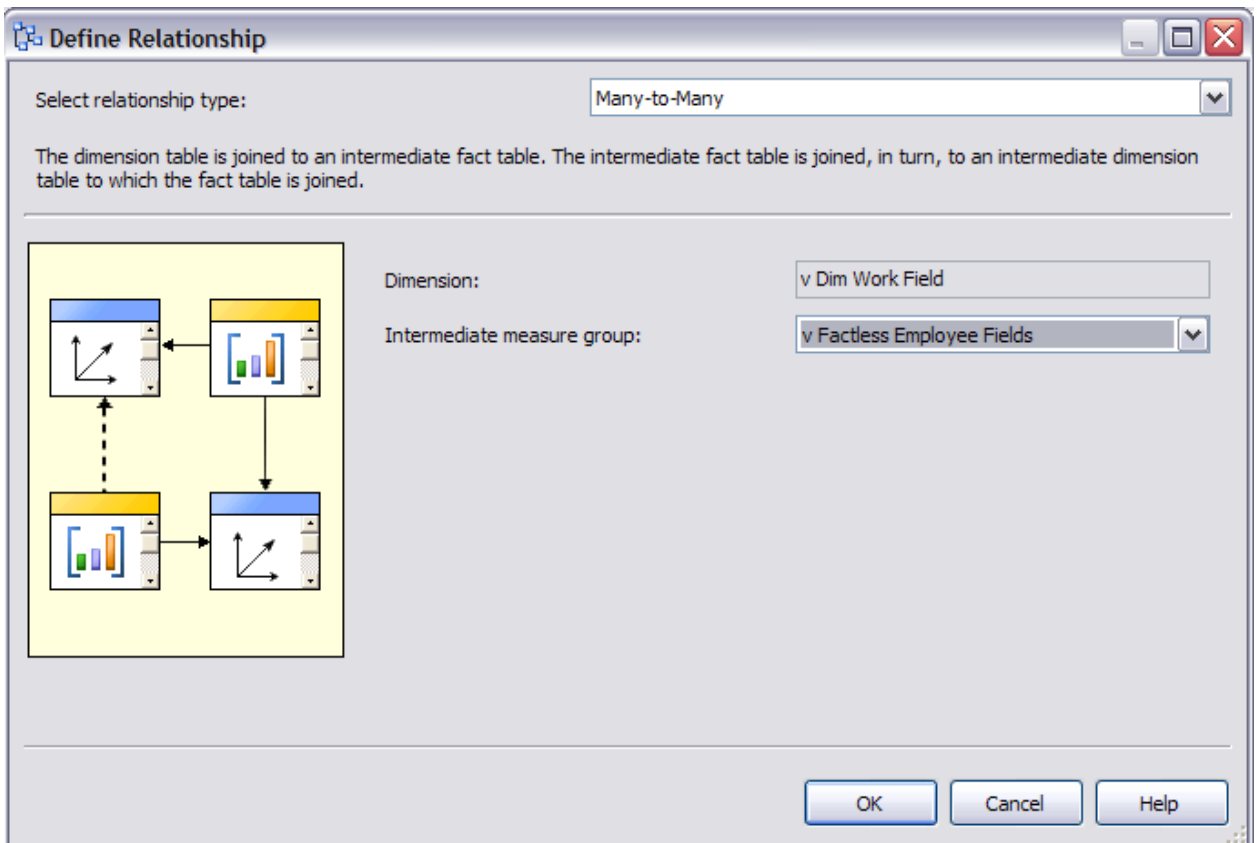 Define Relationship
Select relationship type:
Many-to-Many
The dimension table is joined to an intermediate fact table. The intermediate fact table is joined, in turn, to an intermediate dimension
table to which the fact table is joined.
Dimension:
v Dim Work Field
Intermediate measure group:
v Factless Employee Fields
OK
Cancel
Help